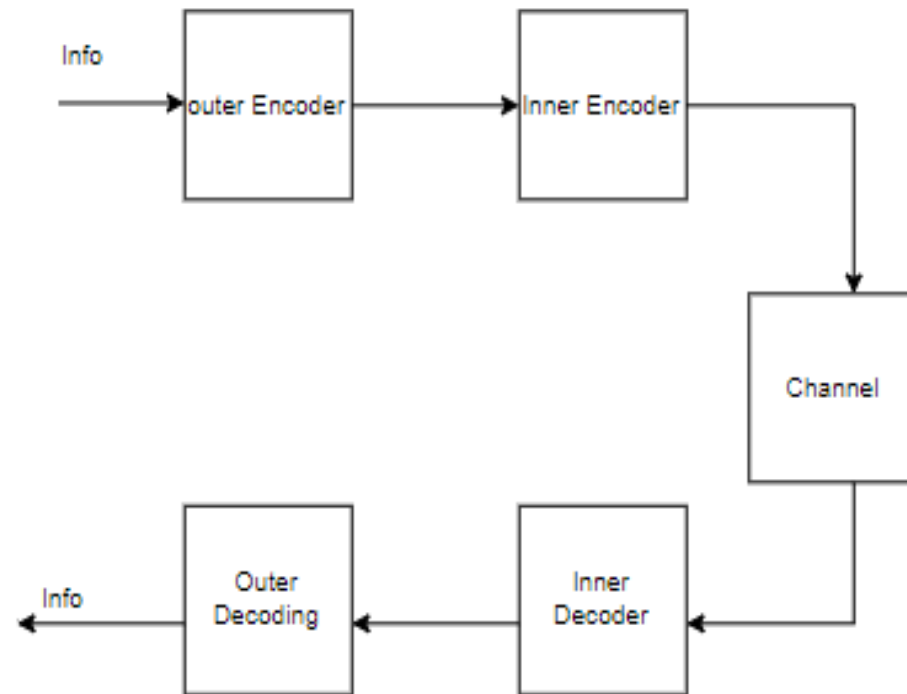 Info
outer Encoder
Inner Encoder
Channel
Info
Outer
Decoding
Inner
Decoder